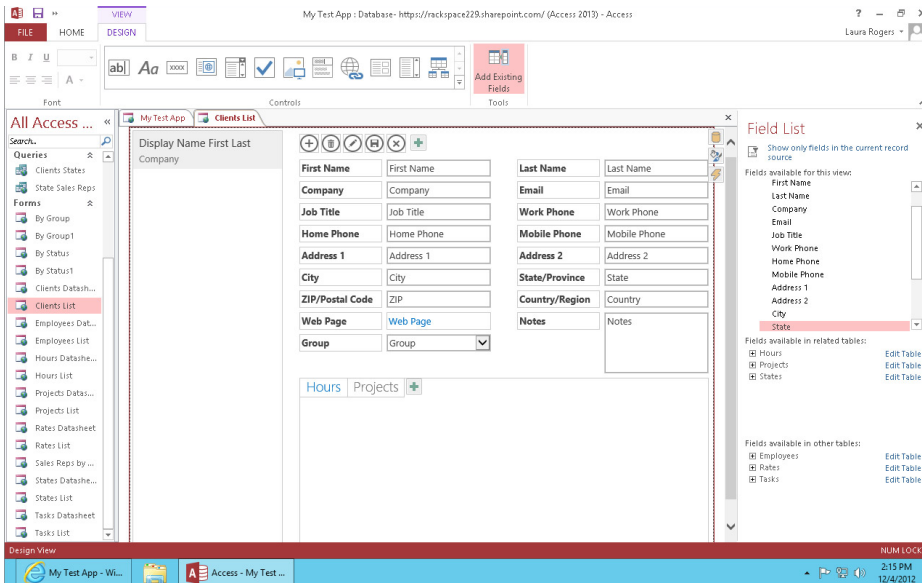 VIEW
My Test App : Database- https://rackspace229.sharepoint.com/ (Access 2013) - Access
FILE
HOME
DESIGN
Laura Rogers
B I U
ab
Aa
xxxx
Add Existing
Fields
Font
Controls
Tools
All Access ...
Search...
Queries
Clients States
State Sales Reps
Forms
By Group
By Group1
By Status
By Status1
Clients Datash...
Clients List
Employees Dat...
Employees List
Hours Datashe...
Hours List
Projects Datas...
Projects List
Rates Datasheet
Rates List
Sales Reps by ...
States Datashe...
States List
Tasks Datasheet
Tasks List
My Test App
Clients List
Display Name First Last
Company
First Name First Name Last Name Last Name
Company Company Email Email
Job Title Job Title Work Phone Work Phone
Home Phone Home Phone Mobile Phone Mobile Phone
Address 1 Address 1 Address 2 Address 2
City City State/Province State
ZIP/Postal Code ZIP Country/Region Country
Web Page Web Page Notes Notes
Group Group
Hours Projects
Field List
Show only fields in the current record
source
Fields available for this view:
First Name
Last Name
Company
Email
Job Title
Work Phone
Home Phone
Mobile Phone
Address 1
Address 2
City
State
Fields available in related tables:
Hours Edit Table
Projects Edit Table
States Edit Table
Fields available in other tables:
Employees Edit Table
Rates Edit Table
Tasks Edit Table
Design View
NUM LOCK
My Test App - Wi...
Access - My Test ...
2:15 PM
12/4/2012